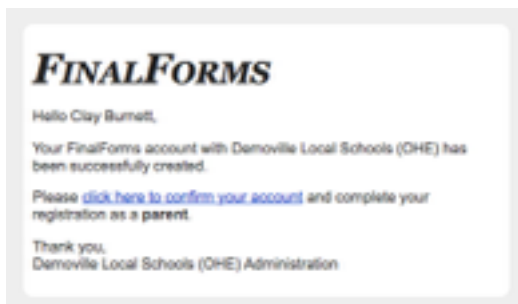 FINALFORMS
Hello Clay Burnett,
Your FinalForms account with Demoville Local Schools (OHE) has
been successfully created.
Please click here to confirm your account and complete your
registration as a parent.
Thank you,
Demoville Local Schools (OHE) Administration